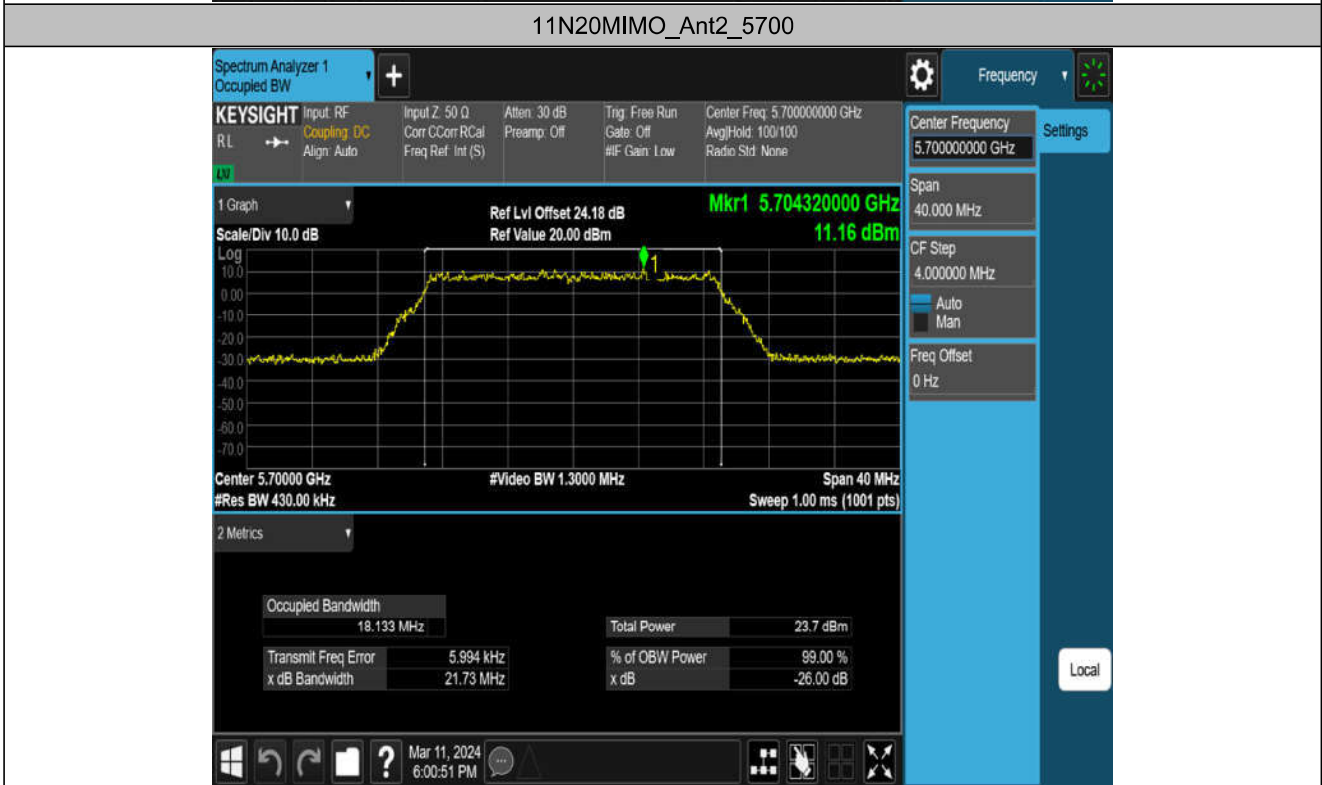 11N20MIMO_Ant2_5700
Spectrum Analyzer 1
Occupied BW
Frequency
KEYSIGHT
RL
LXI
Input: RF
Coupling: DC
Align: Auto
Input Z: 50 Ω
Corr CCorr RCal
Freq Ref: Int (S)
Atten: 30 dB
Preamp: Off
Trig: Free Run
Gate: Off
#IF Gain: Low
Center Freq: 5.700000000 GHz
Avg|Hold: 100/100
Radio Std: None
Center Frequency
5.700000000 GHz
Settings
Span
40.000 MHz
CF Step
4.000000 MHz
Auto
Man
Freq Offset
0 Hz
Local
1 Graph
Scale/Div 10.0 dB
Ref Lvl Offset 24.18 dB
Ref Value 20.00 dBm
Mkr1 5.704320000 GHz
11.16 dBm
Log
10.0
0.00
-10.0
-20.0
-30.0
-40.0
-50.0
-60.0
-70.0
1
Center 5.70000 GHz
#Video BW 1.3000 MHz
Span 40 MHz
#Res BW 430.00 kHz
Sweep 1.00 ms (1001 pts)
2 Metrics
Occupied Bandwidth
18.133 MHz
Total Power 23.7 dBm
Transmit Freq Error 5.994 kHz
% of OBW Power 99.00 %
x dB Bandwidth 21.73 MHz
x dB -26.00 dB
?
Mar 11, 2024
6:00:51 PM